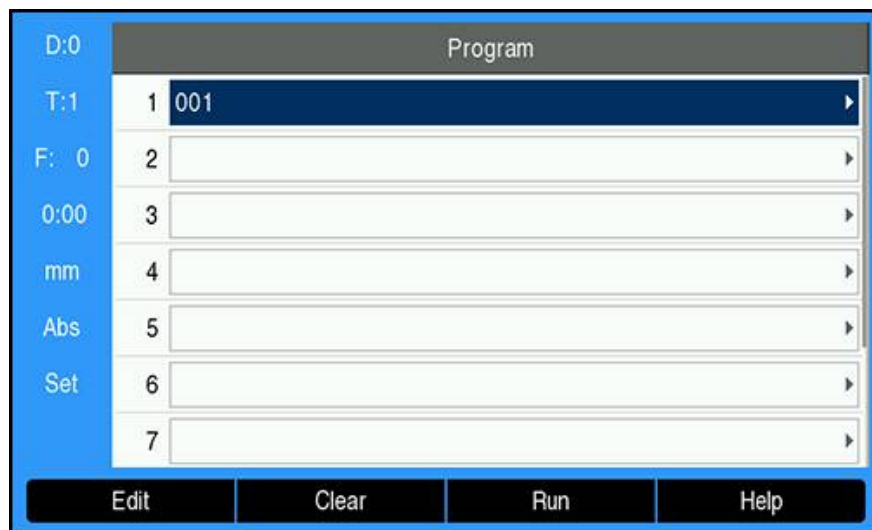 D:0
Program
T:1
1 001
F: 0
2
0:00
3
mm
4
Abs
5
Set
6
7
Edit Clear Run Help